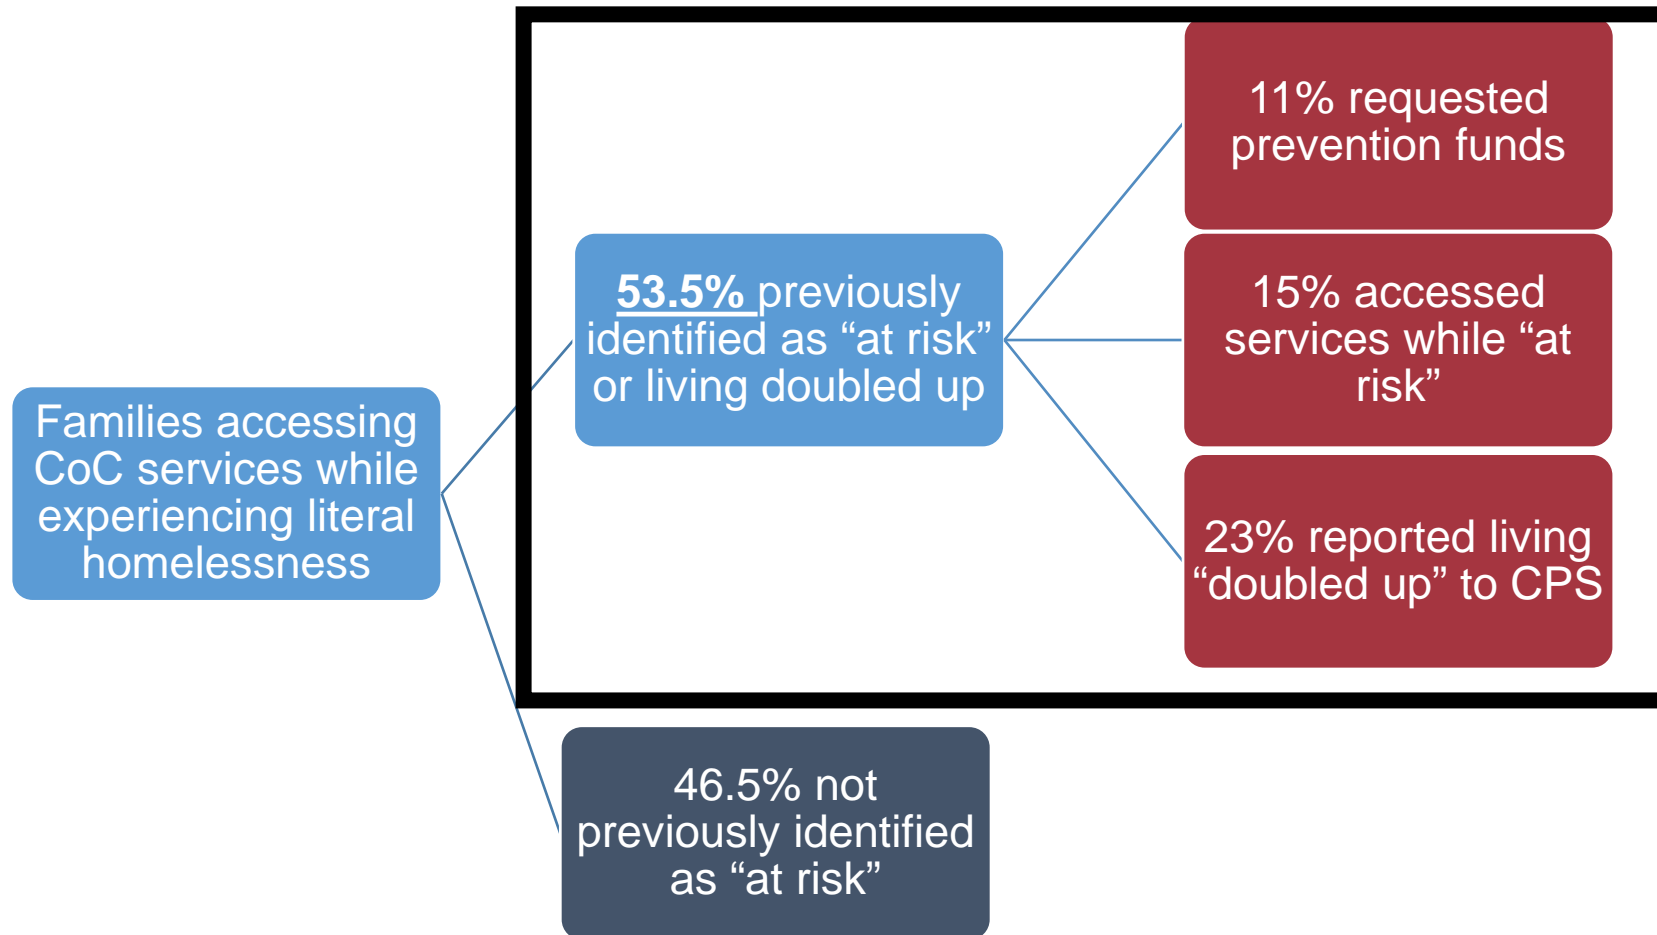 Families accessing
CoC services while
experiencing literal
homelessness
53.5% previously
identified as “at risk”
or living doubled up
11% requested
prevention funds
15% accessed
services while “at
risk”
23% reported living
“doubled up” to CPS
46.5% not
previously identified
as “at risk”